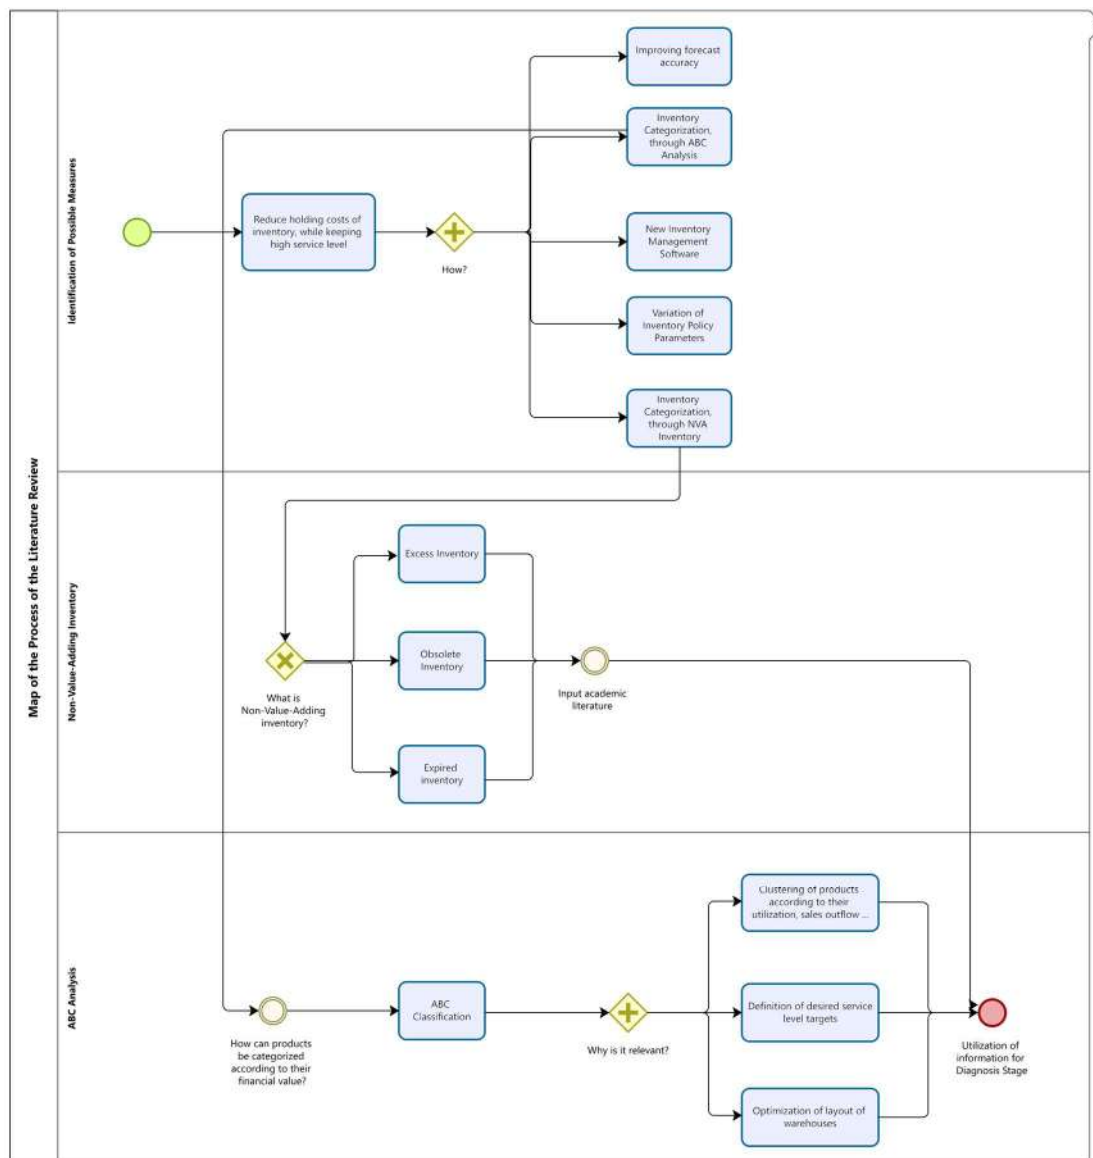 Map of the Process of the Literature Review
Identification of Possible Measures
Improving forecast
accuracy
Inventory
Categorization,
through ABC
Analysis
Reduce holding costs of
inventory, while keeping
high service level
How?
New Inventory
Management
Software
Variation of
Inventory Policy
Parameters
Inventory
Categorization,
through NVA
Inventory
Non-Value-Adding Inventory
Excess Inventory
Obsolete
Inventory
Expired
inventory
What is
Non-Value-Adding
inventory?
Input academic
literature
ABC Analysis
How can products
be categorized
according to their
financial value?
ABC
Classification
Why is it relevant?
Clustering of products
according to their
utilization, sales outflow ...
Definition of desired service
level targets
Optimization of layout of
warehouses
Utilization of
information for
Diagnosis Stage